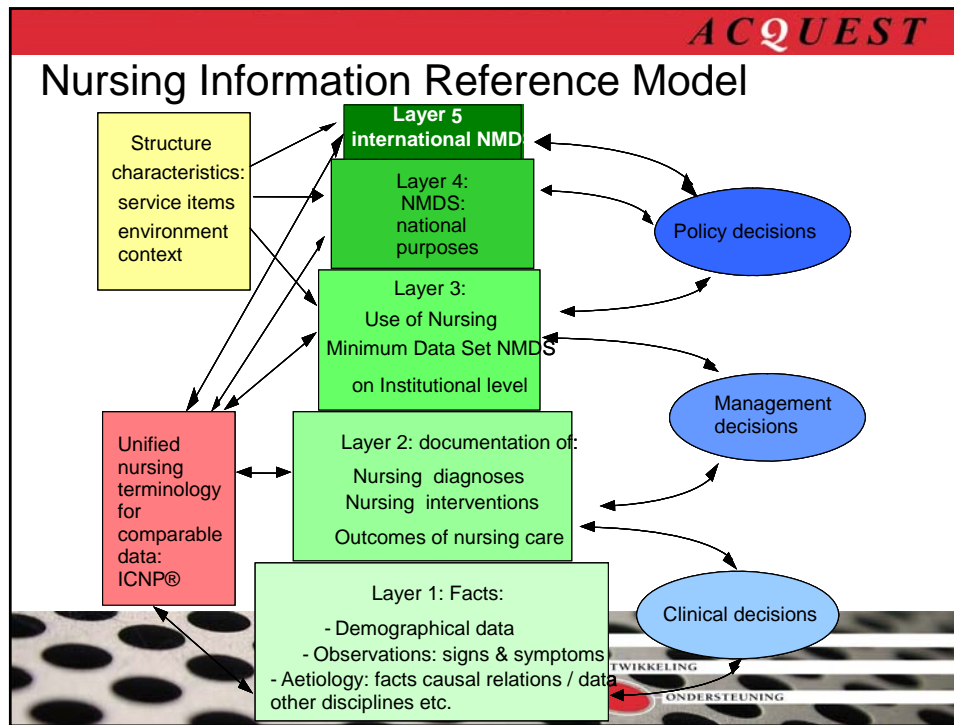 ACQUEST
Nursing Information Reference Model
Structure
characteristics:
service items
environment
context
Layer 5
international NMDS
Layer 4:
NMDS:
national
purposes
Policy decisions
Layer 3:
Use of Nursing
Minimum Data Set NMDS
on Institutional level
Management
decisions
Unified
nursing
terminology
for
comparable
data:
ICNP®
Layer 2: documentation of:
Nursing diagnoses
Nursing interventions
Outcomes of nursing care
Layer 1: Facts:
- Demographical data
- Observations: signs & symptoms
- Aetiology: facts causal relations / data
other disciplines etc.
Clinical decisions
TWIKKELING
ONDERSTEUNING